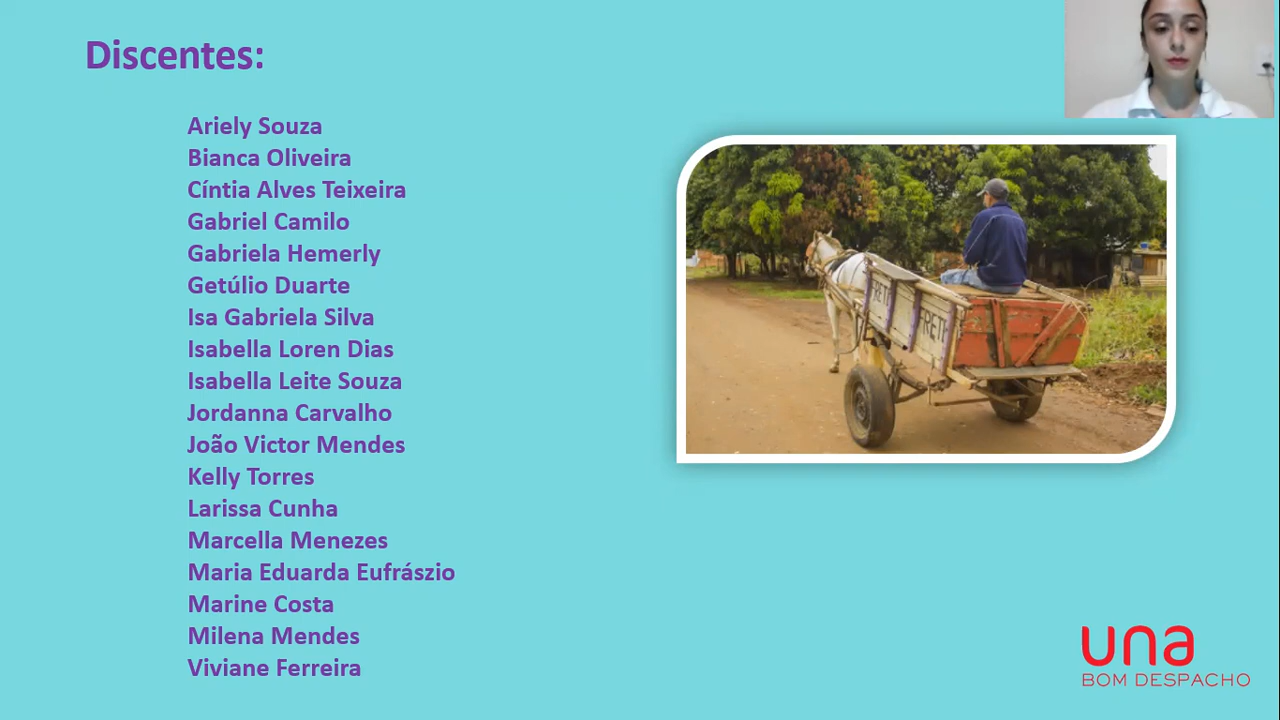 Discentes:
Ariely Souza
Bianca Oliveira
Cíntia Alves Teixeira
Gabriel Camilo
Gabriela Hemerly
Getúlio Duarte
Isa Gabriela Silva
Isabella Loren Dias
Isabella Leite Souza
Jordanna Carvalho
João Victor Mendes
Kelly Torres
Larissa Cunha
Marcella Menezes
Maria Eduarda Eufrászio
Marine Costa
Milena Mendes
Viviane Ferreira
FRETE
FRETE
una
BOM DESPACHO